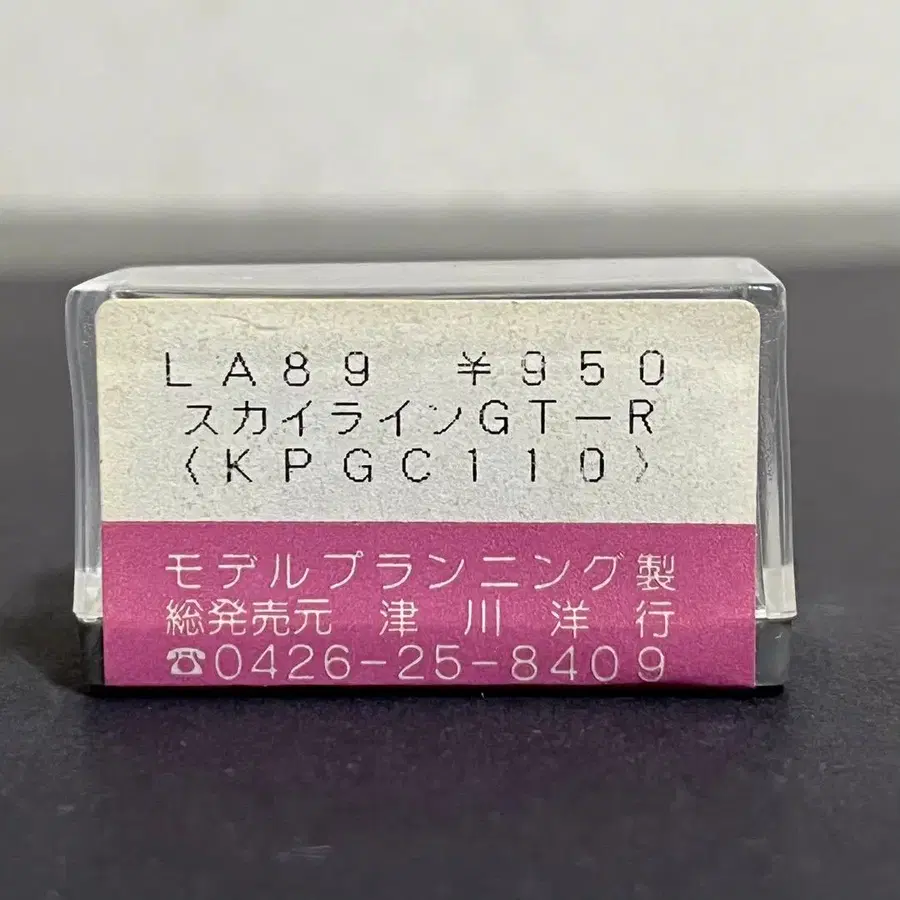 LA89 ¥950
スカイラインGT-R
〈KPGC110〉
モデルプランニング製
総発売元 津川洋行
☎0426-25-8409